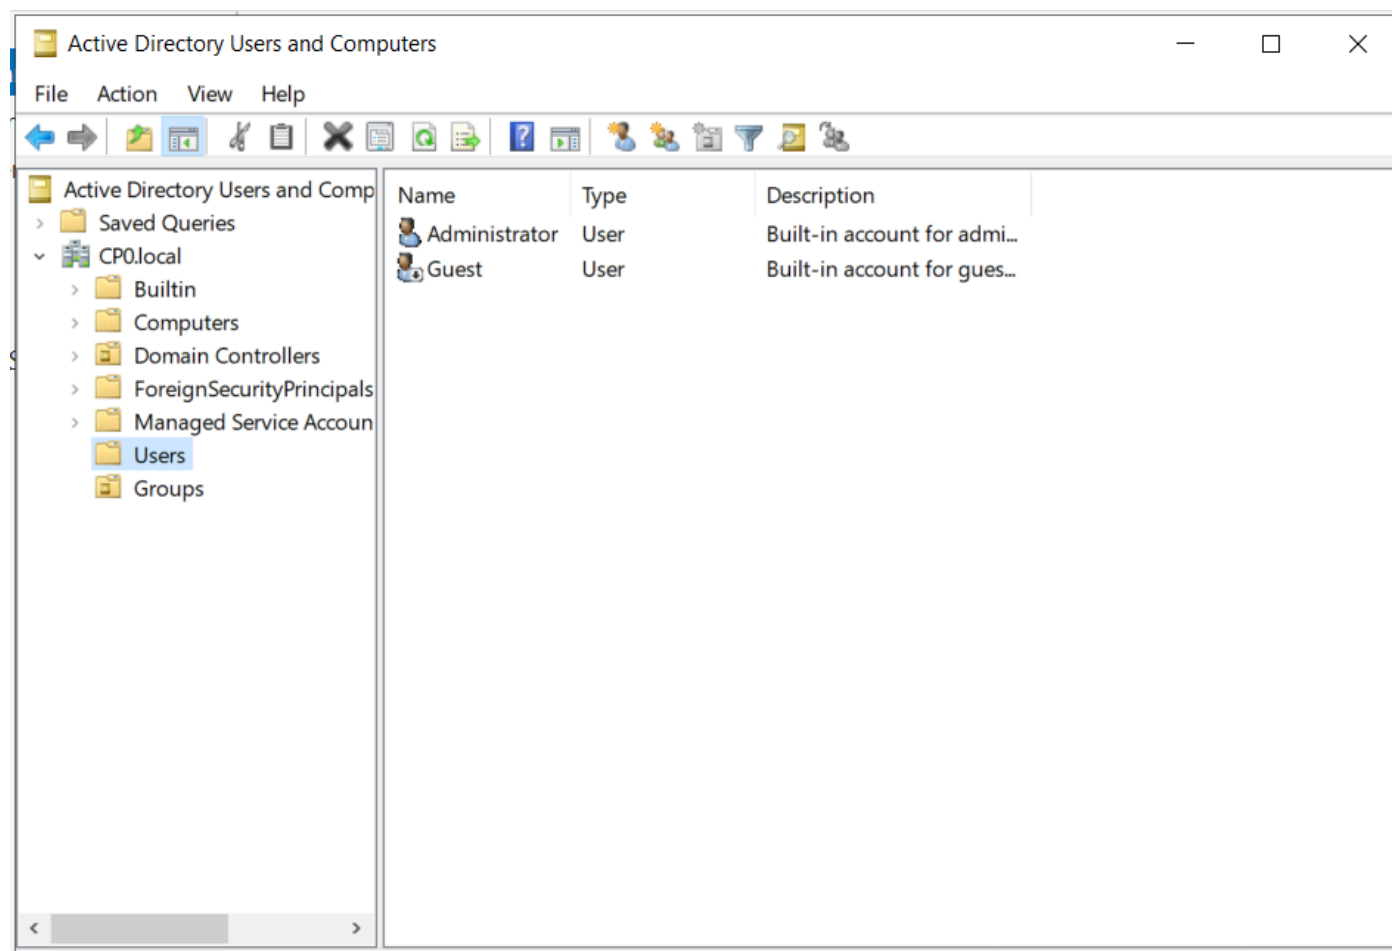 Active Directory Users and Computers
File Action View Help
Active Directory Users and Comp
Saved Queries
CP0.local
Builtin
Computers
Domain Controllers
ForeignSecurityPrincipals
Managed Service Accoun
Users
Groups
Name Type Description
Administrator User Built-in account for admi...
Guest User Built-in account for gues...